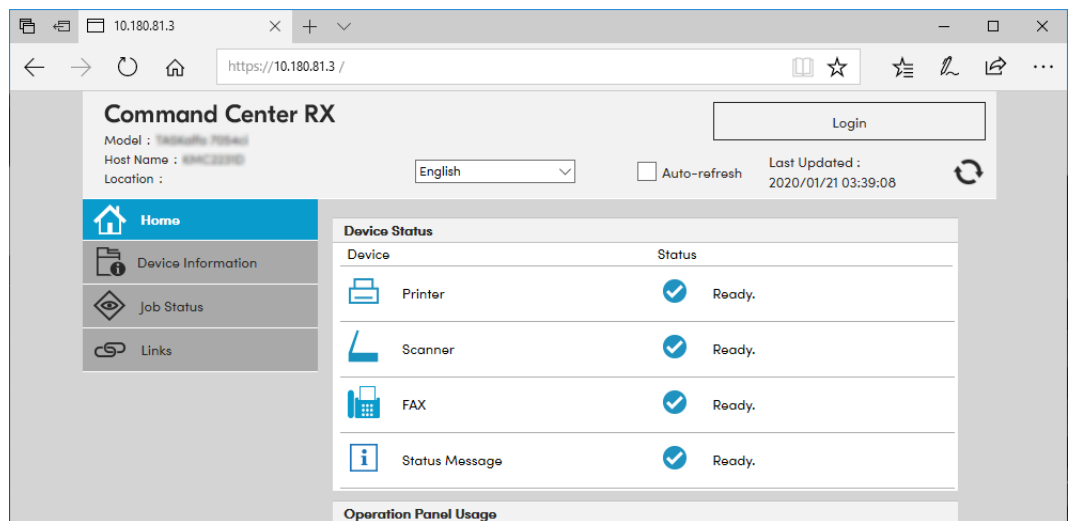 10.180.81.3
https://10.180.81.3 /
Command Center RX
Login
Model :
Host Name :
Location :
English
Auto-refresh
Last Updated :
2020/01/21 03:39:08
Home
Device Information
Job Status
Links
Device Status
Device Status
Printer Ready.
Scanner Ready.
FAX Ready.
Status Message Ready.
Operation Panel Usage